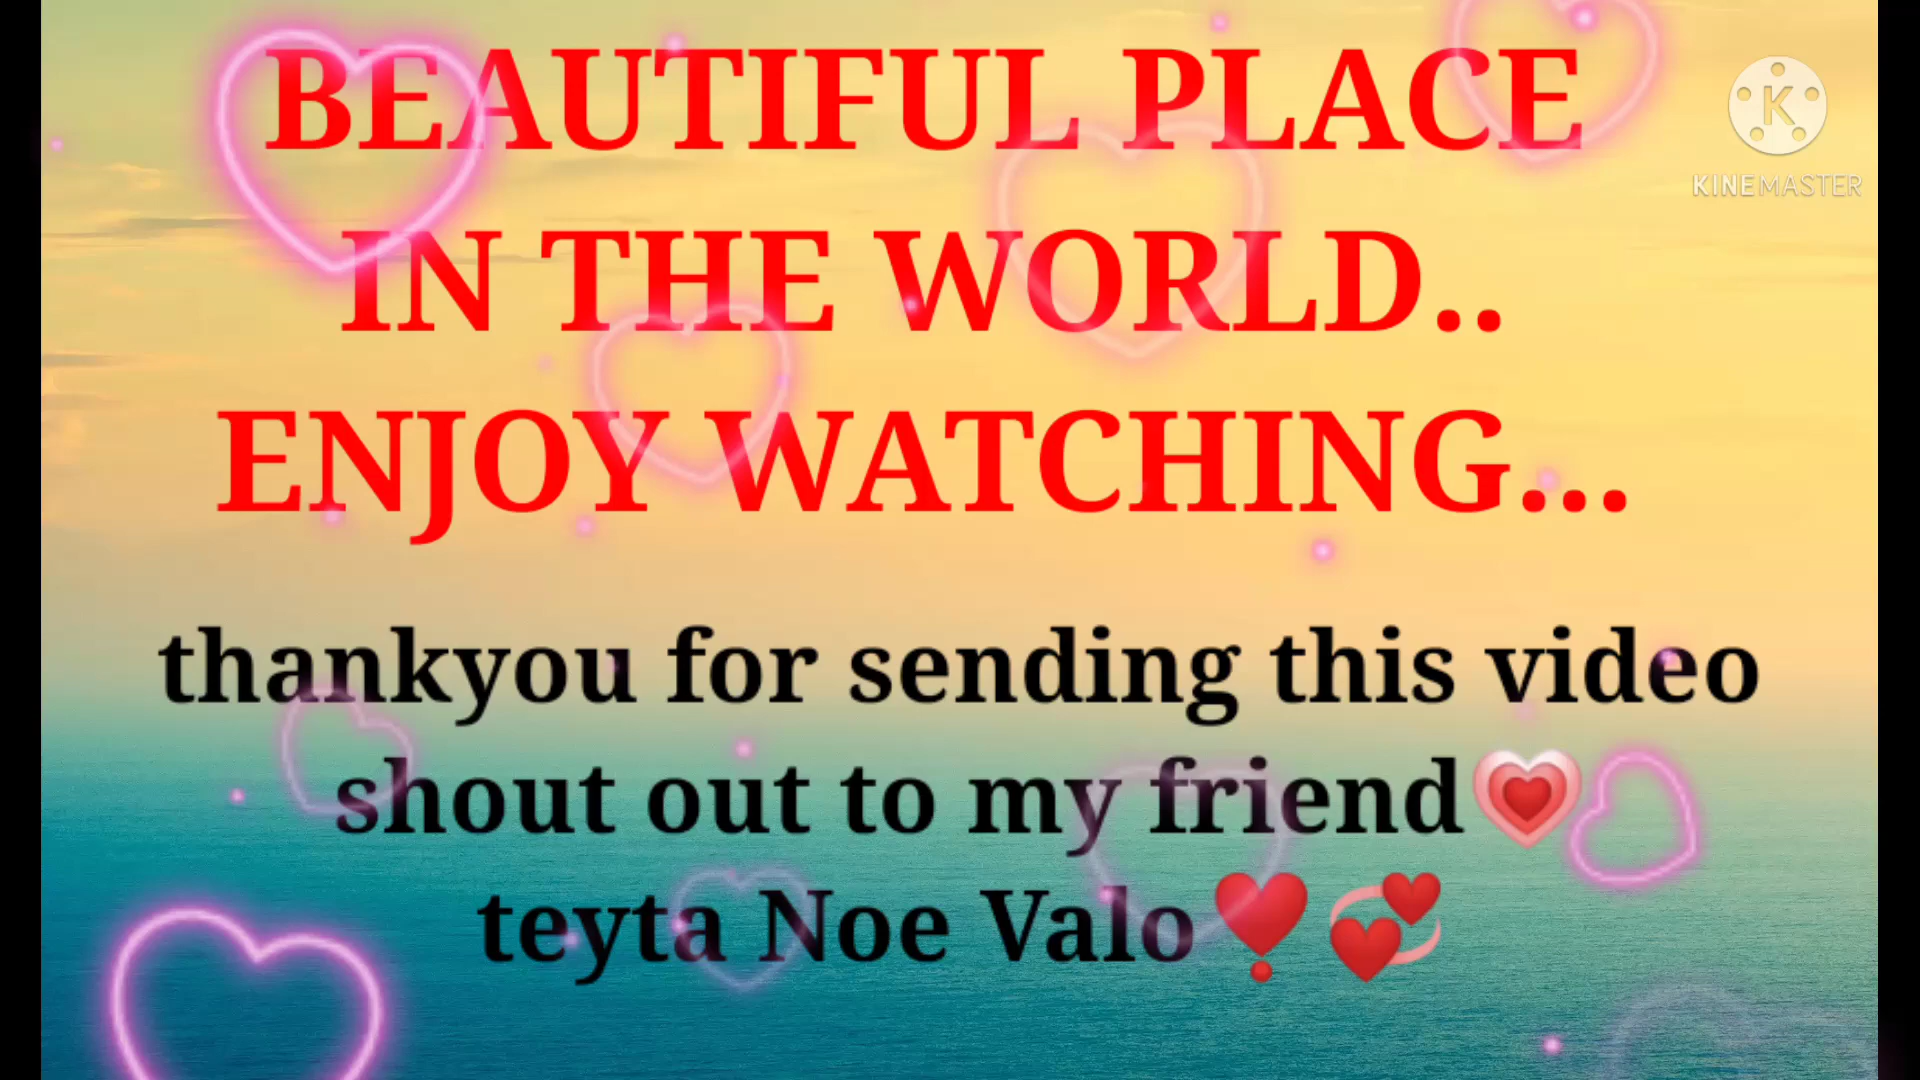 BEAUTIFUL PLACE
IN THE WORLD..
ENJOY WATCHING...
thankyou for sending this video
shout out to my friend💗
teyta Noe Valo❣️💞
K
KINEMASTER